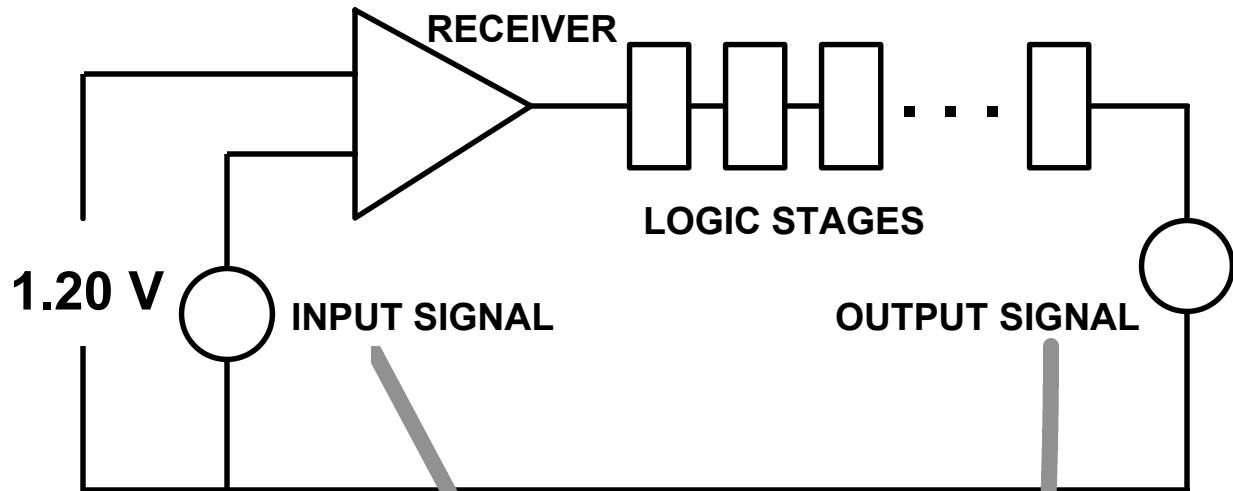 RECEIVER
LOGIC STAGES
1.20 V
INPUT SIGNAL
OUTPUT SIGNAL